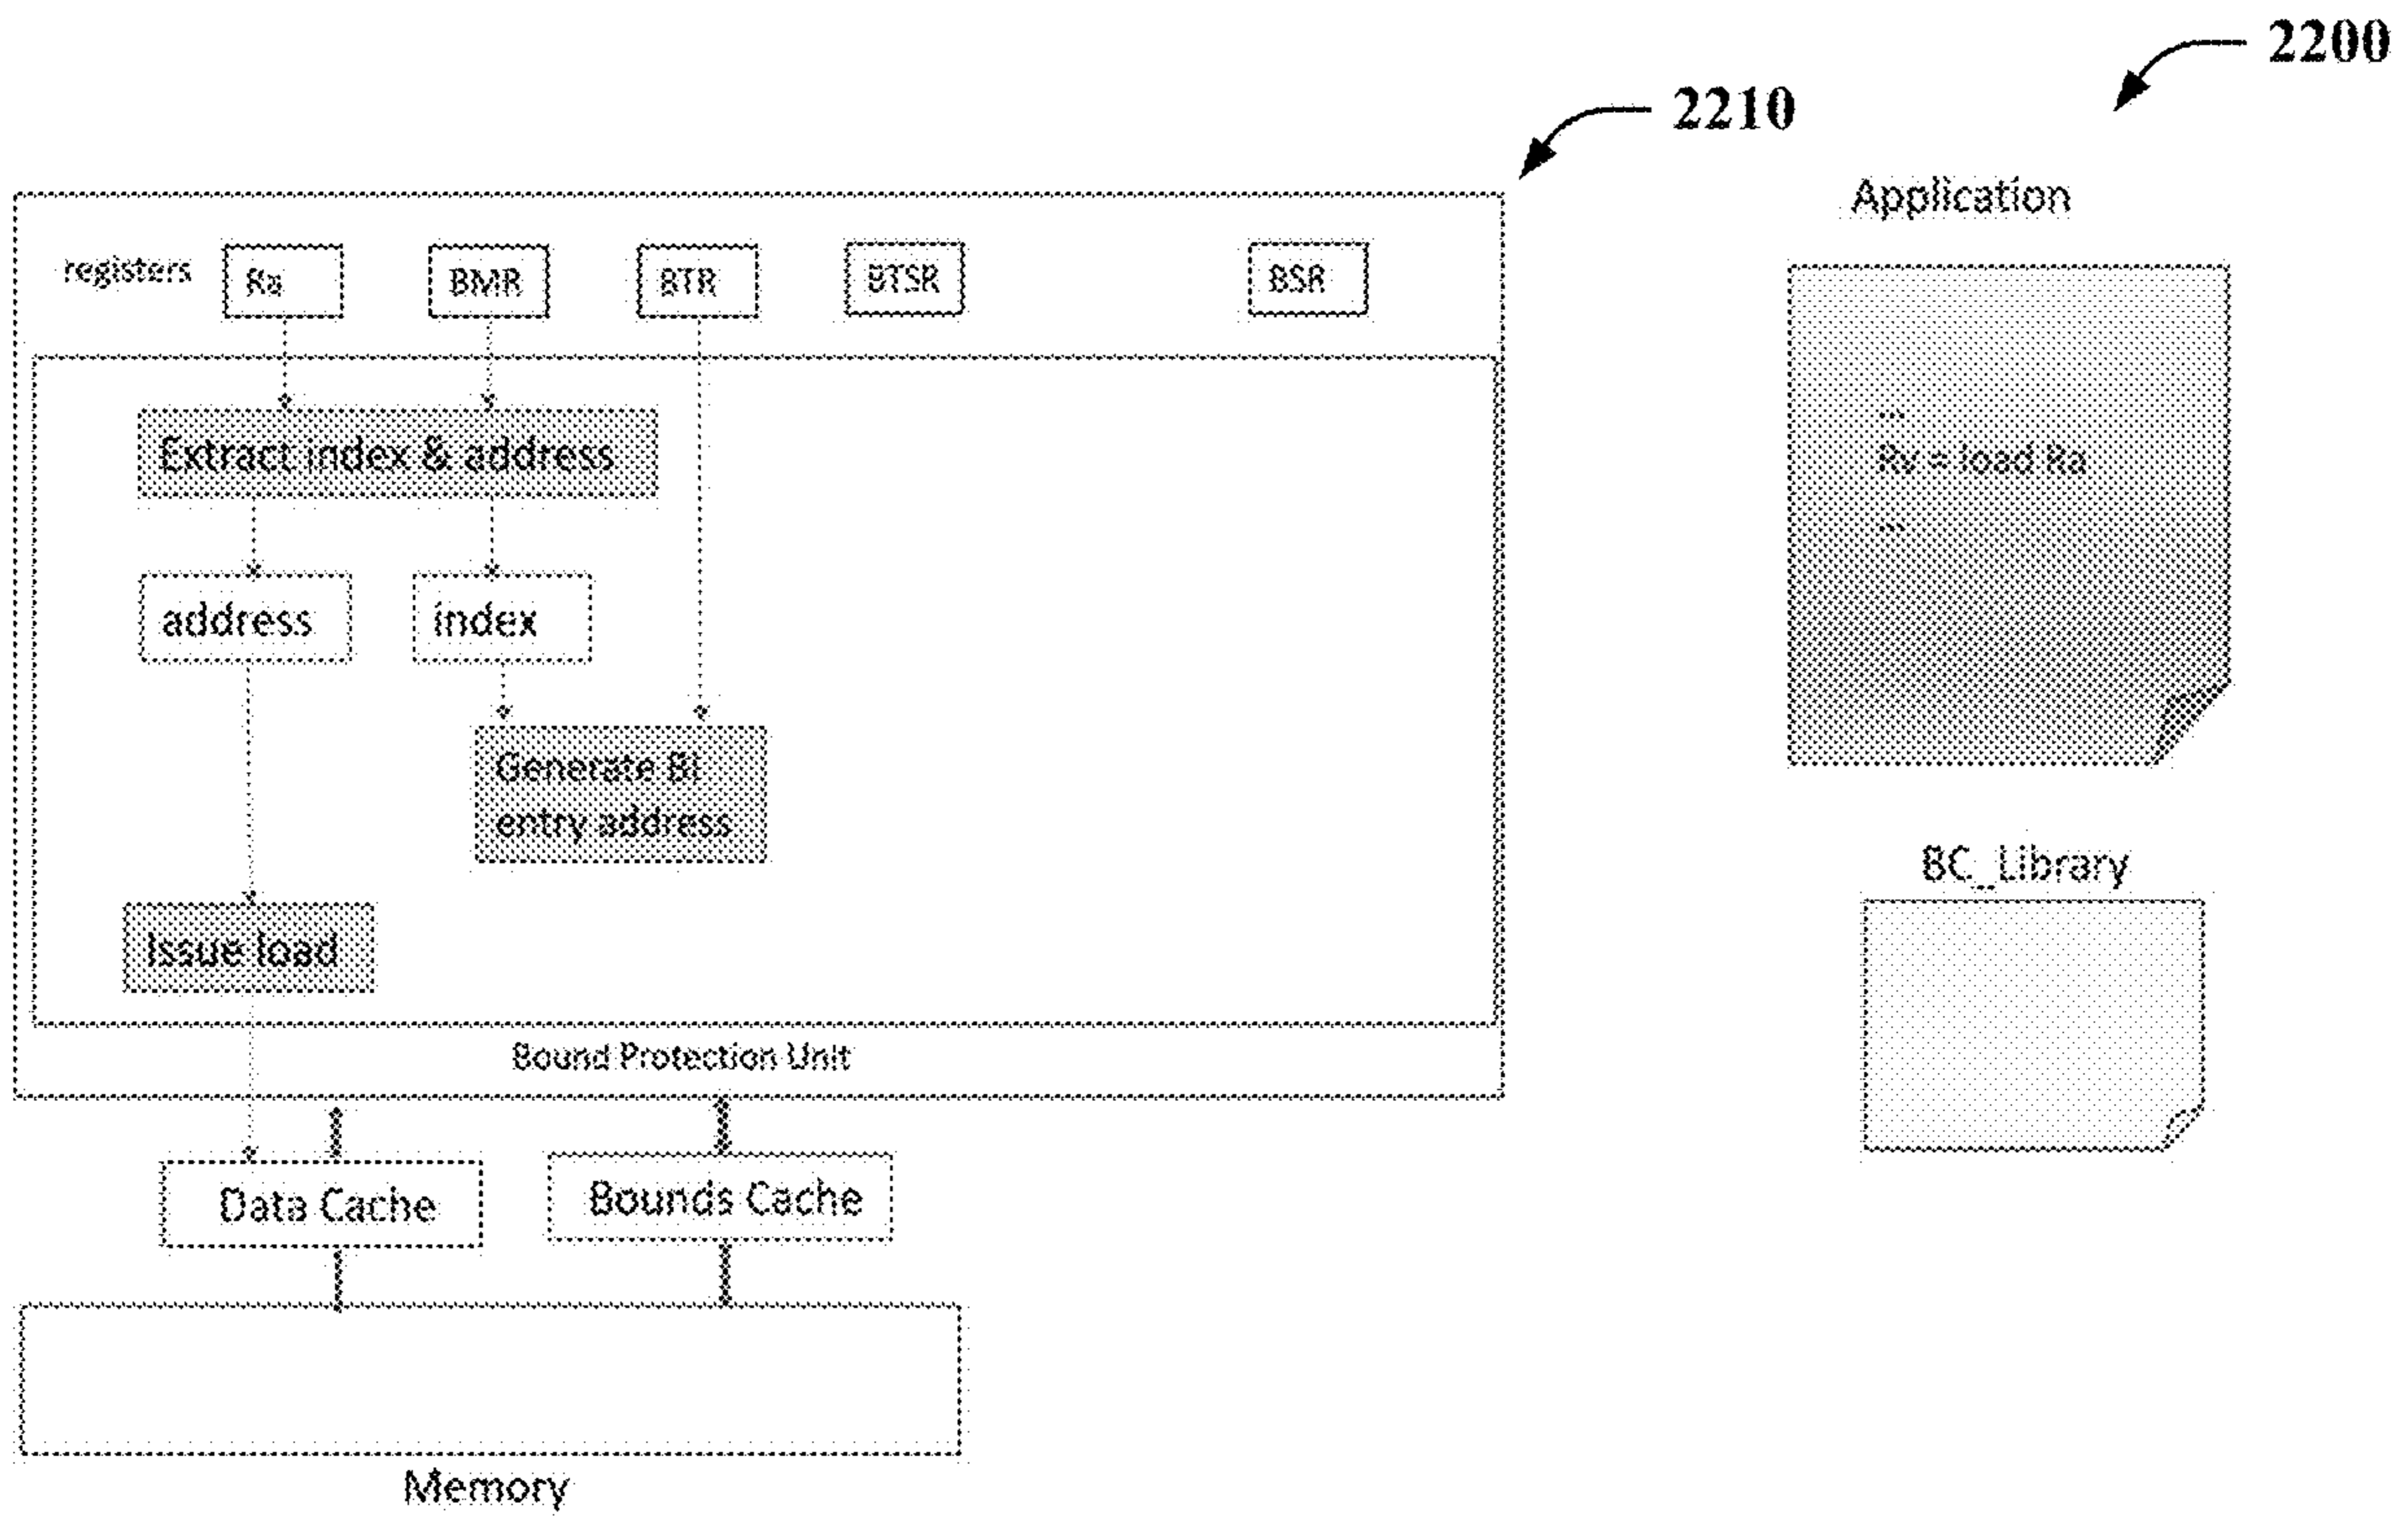 2200
2210
Application
registers
Ra
BMR
BTR
BTSR
BSR
...
Rv = load Ra
...
Extract index & address
address
index
Generate BI
entry address
Issue load
BC_Library
Bound Protection Unit
Data Cache
Bounds Cache
Memory